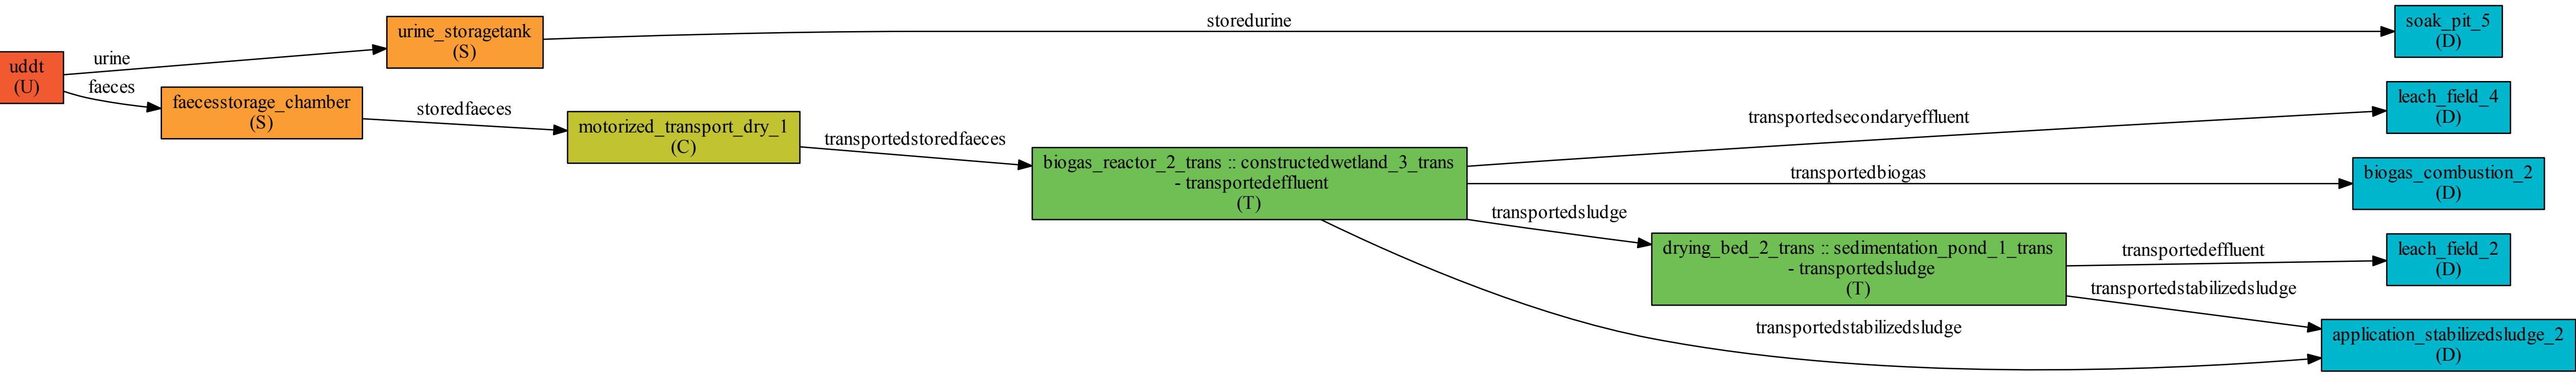 uddt
(U)
urine
faeces
urine_storagetank
(S)
faecesstorage_chamber
(S)
storedurine
storedfaeces
motorized_transport_dry_1
(C)
transportedstoredfaeces
biogas_reactor_2_trans :: constructedwetland_3_trans
- transportedeffluent
(T)
transportedsecondaryeffluent
transportedbiogas
transportedsludge
transportedstabilizedsludge
drying_bed_2_trans :: sedimentation_pond_1_trans
- transportedsludge
(T)
transportedeffluent
transportedstabilizedsludge
soak_pit_5
(D)
leach_field_4
(D)
biogas_combustion_2
(D)
leach_field_2
(D)
application_stabilizedsludge_2
(D)